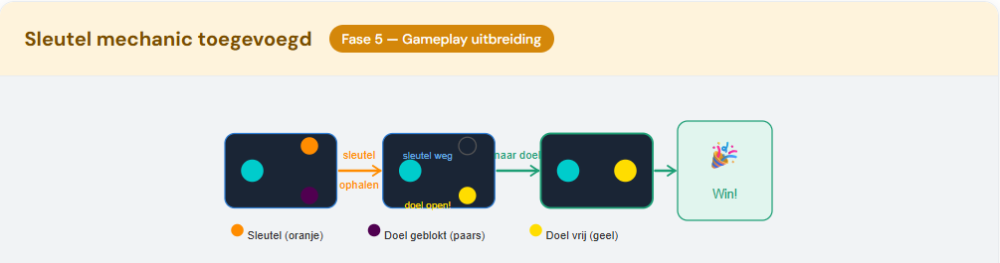 Sleutel mechanic toegevoegd
Fase 5 — Gameplay uitbreiding
sleutel
ophalen
sleutel weg
doel open!
naar doel
Win!
Sleutel (oranje)
Doel geblokt (paars)
Doel vrij (geel)